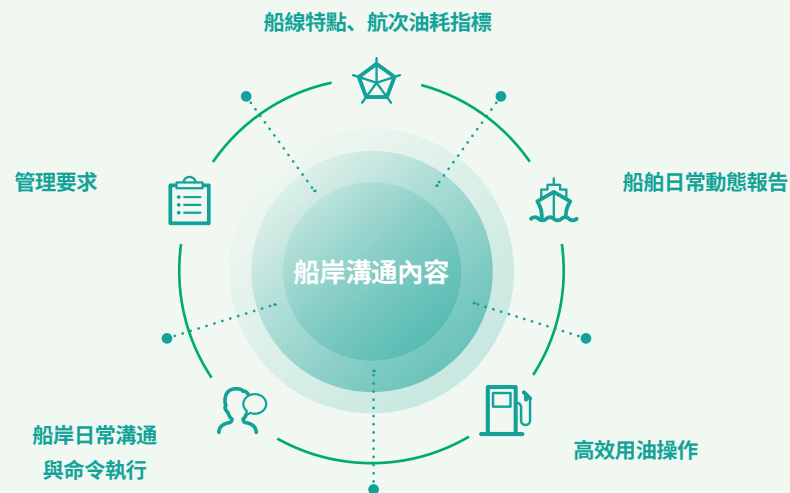 船線特點、航次油耗指標
管理要求
船舶日常動態報告
船岸溝通內容
船岸日常溝通
與命令執行
高效用油操作